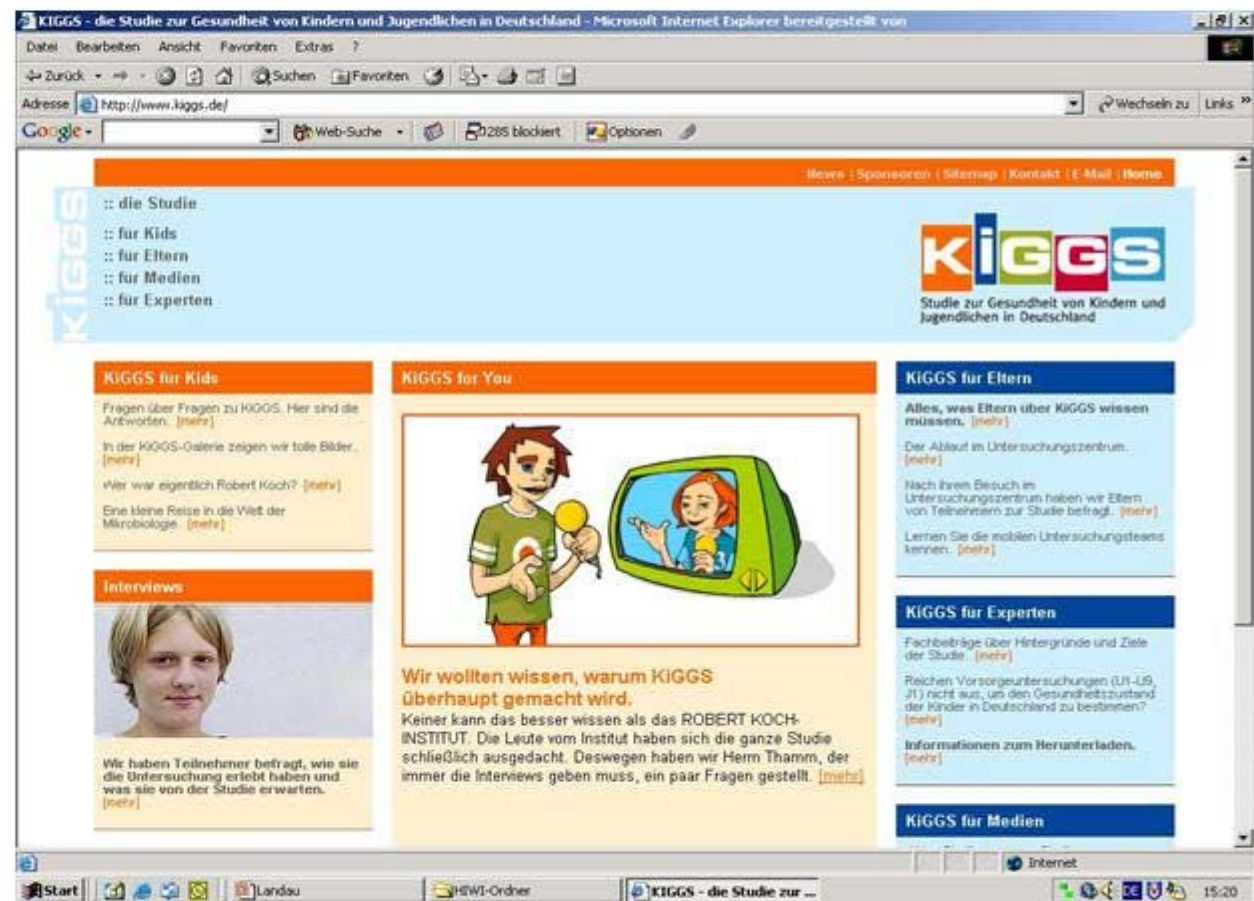 KIGGS - die Studie zur Gesundheit von Kindern und Jugendlichen in Deutschland - Microsoft Internet Explorer bereitgestellt von
Datei Bearbeiten Ansicht Favoriten Extras ?
Zurück Suchen Favoriten
Adresse http://www.kiggs.de/ Wechseln zu Links »
Google Web-Suche 285 blockiert Optionen
News | Sponsoren | Sitemap | Kontakt | E-Mail | Home
KiGGS
:: die Studie
:: für Kids
:: für Eltern
:: für Medien
:: für Experten
KiGGS
Studie zur Gesundheit von Kindern und
Jugendlichen in Deutschland
KiGGS für Kids
Fragen über Fragen zu KiGGS. Hier sind die
Antworten. [mehr]
In der KiGGS-Galerie zeigen wir tolle Bilder.
[mehr]
Wer war eigentlich Robert Koch? [mehr]
Eine kleine Reise in die Welt der
Mikrobiologie. [mehr]
Interviews
Wir haben Teilnehmer befragt, wie sie
die Untersuchung erlebt haben und
was sie von der Studie erwarten.
[mehr]
KiGGS for You
Wir wollten wissen, warum KiGGS
überhaupt gemacht wird.
Keiner kann das besser wissen als das ROBERT KOCH-
INSTITUT. Die Leute vom Institut haben sich die ganze Studie
schließlich ausgedacht. Deswegen haben wir Herrn Thamm, der
immer die Interviews geben muss, ein paar Fragen gestellt. [mehr]
KiGGS für Eltern
Alles, was Eltern über KiGGS wissen
müssen. [mehr]
Der Ablauf im Untersuchungszentrum.
[mehr]
Nach ihrem Besuch im
Untersuchungszentrum haben wir Eltern
von Teilnehmern zur Studie befragt. [mehr]
Lernen Sie die mobilen Untersuchungsteams
kennen. [mehr]
KiGGS für Experten
Fachbeiträge über Hintergründe und Ziele
der Studie. [mehr]
Reichen Vorsorgeuntersuchungen (U1-U9,
J1) nicht aus, um den Gesundheitszustand
der Kinder in Deutschland zu bestimmen?
[mehr]
Informationen zum Herunterladen.
[mehr]
KiGGS für Medien
Internet
Start Landau HIWI-Ordner KIGGS - die Studie zur ... DE 15:20